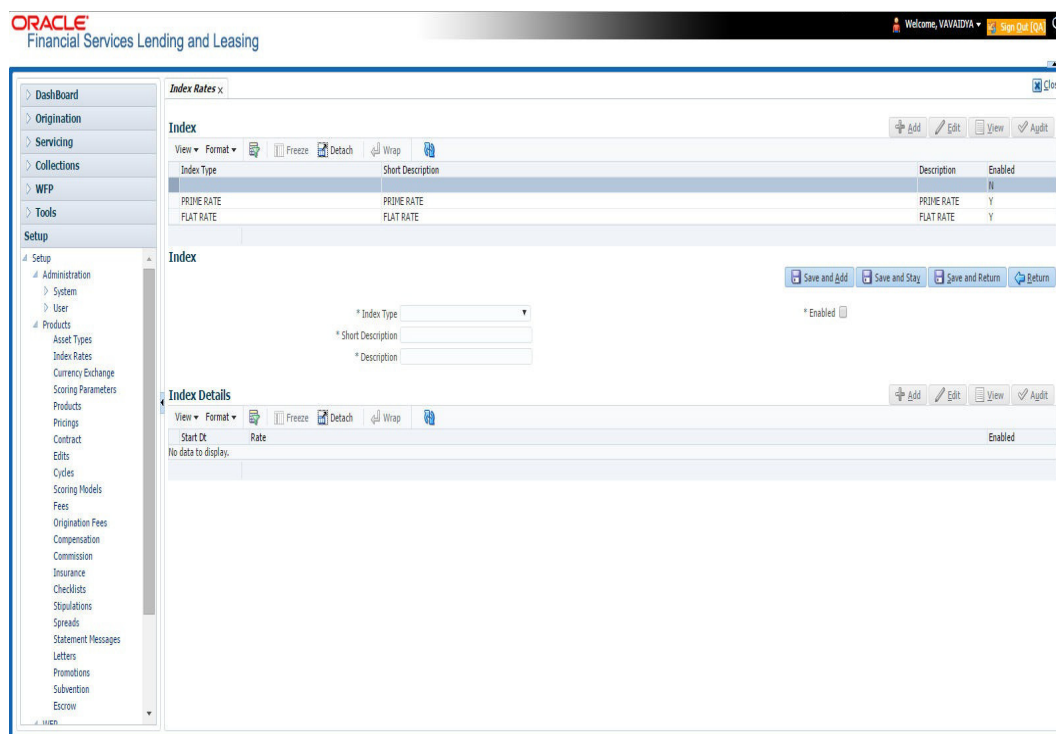 ORACLE'
Financial Services Lending and Leasing
Welcome, VAVAIDYA
Sign Out [QA]
DashBoard
Origination
Servicing
Collections
WFP
Tools
Setup
Setup
Administration
System
User
Products
Asset Types
Index Rates
Currency Exchange
Scoring Parameters
Products
Pricings
Contract
Edits
Cycles
Scoring Models
Fees
Origination Fees
Compensation
Commission
Insurance
Checklists
Stipulations
Spreads
Statement Messages
Letters
Promotions
Subvention
Escrow
WFP
Index Rates x
Clos
Index
Add Edit View Audit
View Format Freeze Detach Wrap
Index Type Short Description Description Enabled
N
PRIME RATE PRIME RATE PRIME RATE Y
FLAT RATE FLAT RATE FLAT RATE Y
Index
Save and Add Save and Stay Save and Return Return
* Index Type * Enabled
* Short Description
* Description
Index Details
Add Edit View Audit
View Format Freeze Detach Wrap
Start Dt Rate Enabled
No data to display.